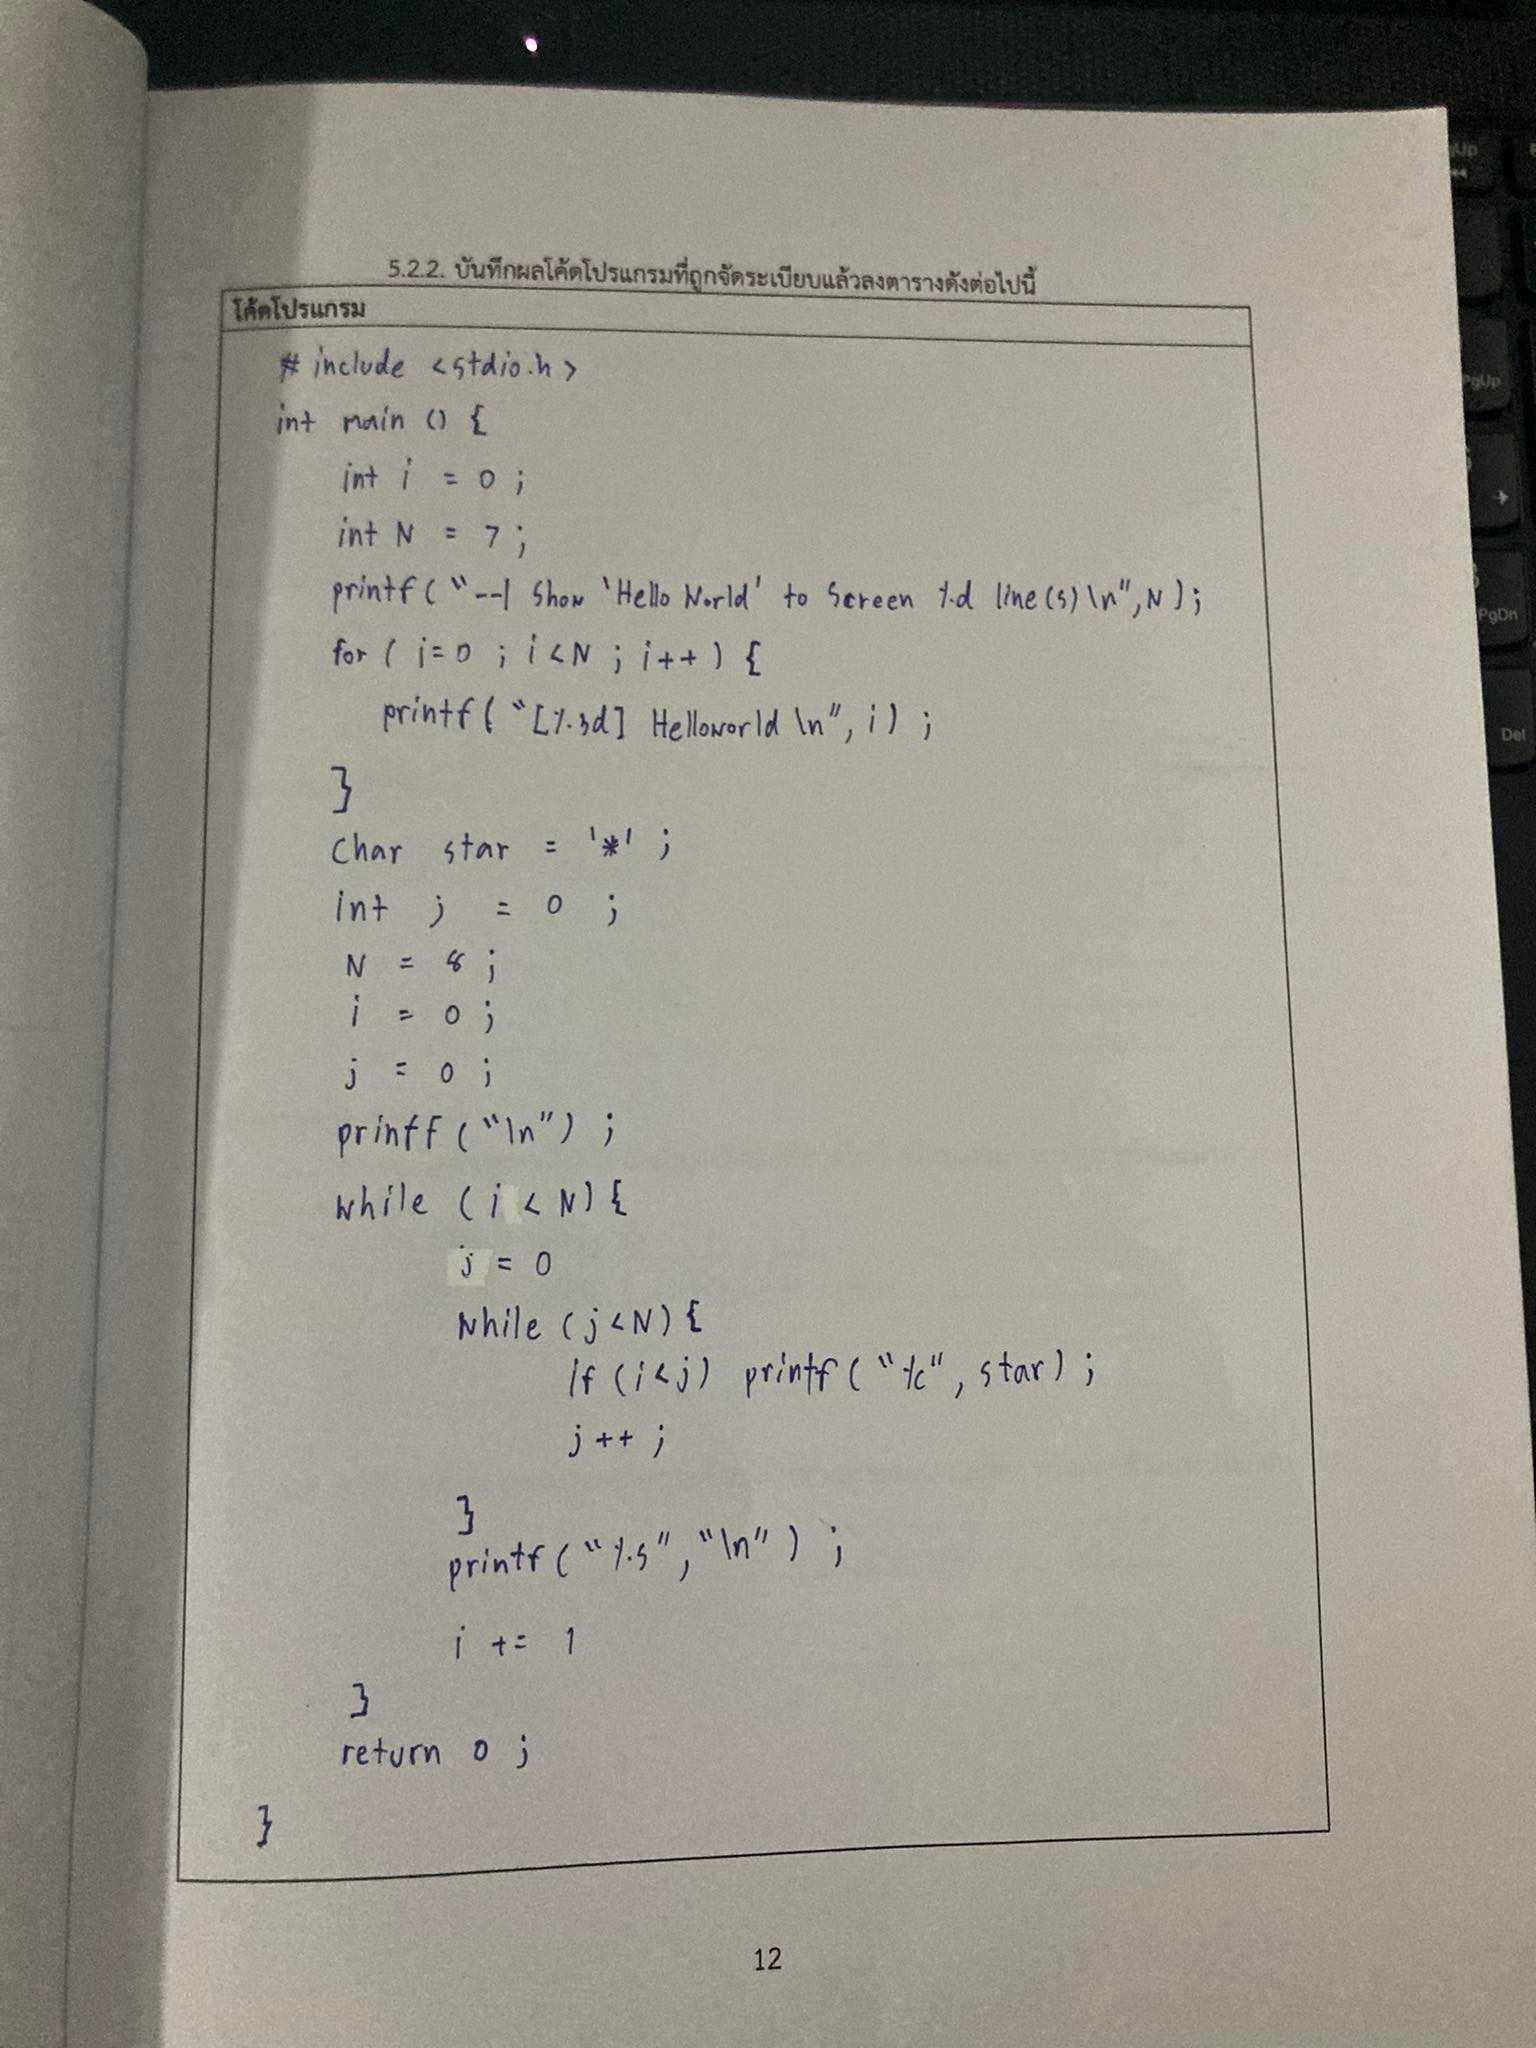 5.2.2. บันทึกผลโค้ดโปรแกรมที่ถูกจัดระเบียบแล้วลงตารางดังต่อไปนี้
โค้ดโปรแกรม
# include <stdio.h>
int main () {
int i = 0 ;
int N = 7 ;
printf ( "--| Show 'Hello World' to Screen %d line(s) \n", N ) ;
for ( i=0 ; i<N ; i++ ) {
printf ( "[%3d] Helloworld \n", i ) ;
}
Char star = '*' ;
int j = 0 ;
N = 8 ;
i = 0 ;
j = 0 ;
printf ( "\n" ) ;
while ( i < N ) {
j = 0
while ( j < N ) {
if ( i < j ) printf ( "%c", star ) ;
j ++ ;
}
printf ( "%s", "\n" ) ;
i += 1
}
return 0 ;
}
12
PgUp
PgDn
Del